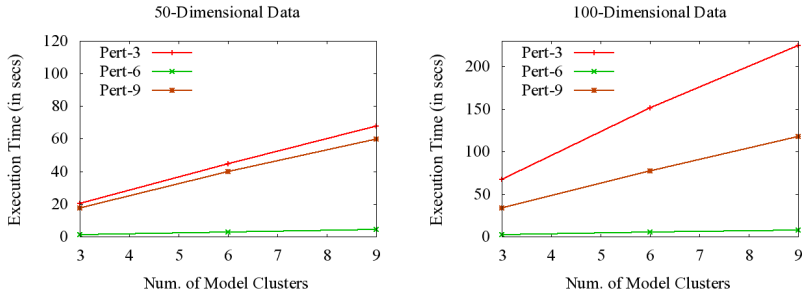 50-Dimensional Data
Execution Time (in secs)
120
100
80
60
40
20
0
Pert-3
Pert-6
Pert-9
3 4 5 6 7 8 9
Num. of Model Clusters
100-Dimensional Data
Execution Time (in secs)
200
150
100
50
0
Pert-3
Pert-6
Pert-9
3 4 5 6 7 8 9
Num. of Model Clusters